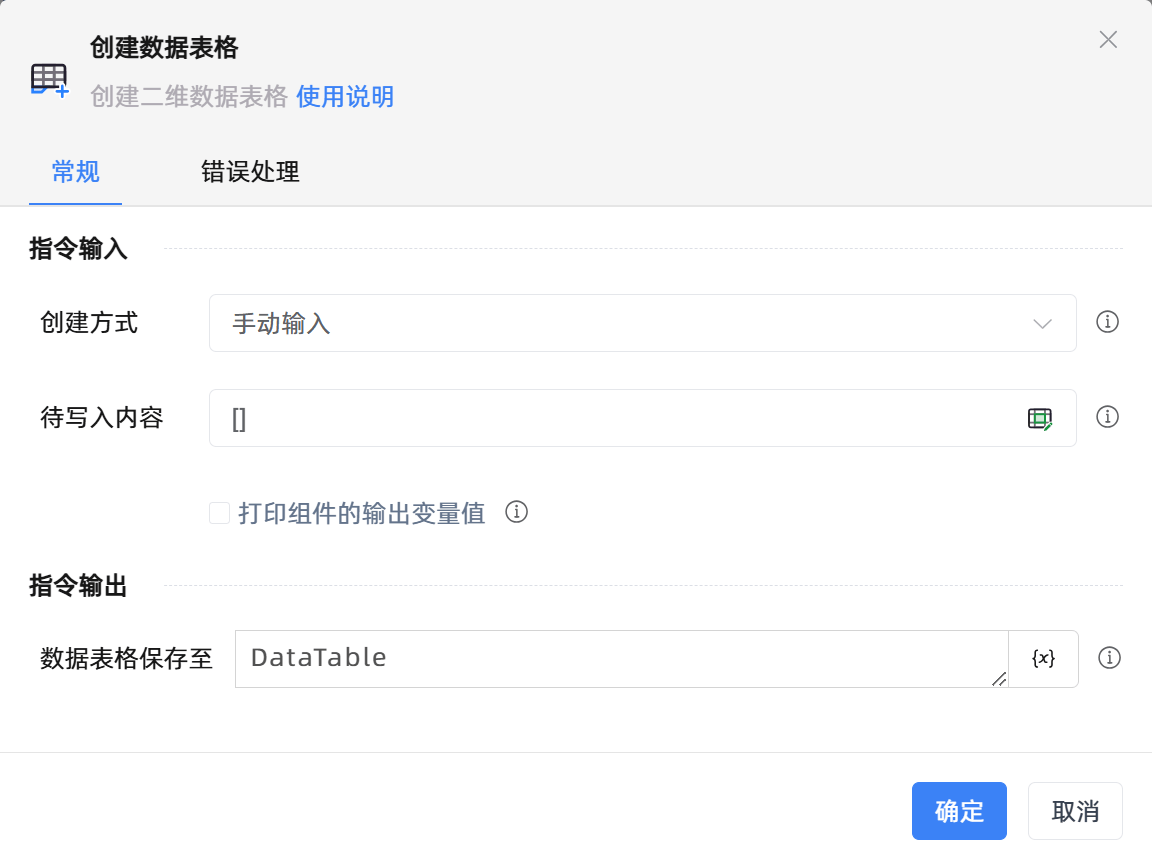 创建数据表格
创建二维数据表格 使用说明
常规 错误处理
指令输入
创建方式 手动输入
待写入内容 []
打印组件的输出变量值
指令输出
数据表格保存至 DataTable {x}
确定 取消